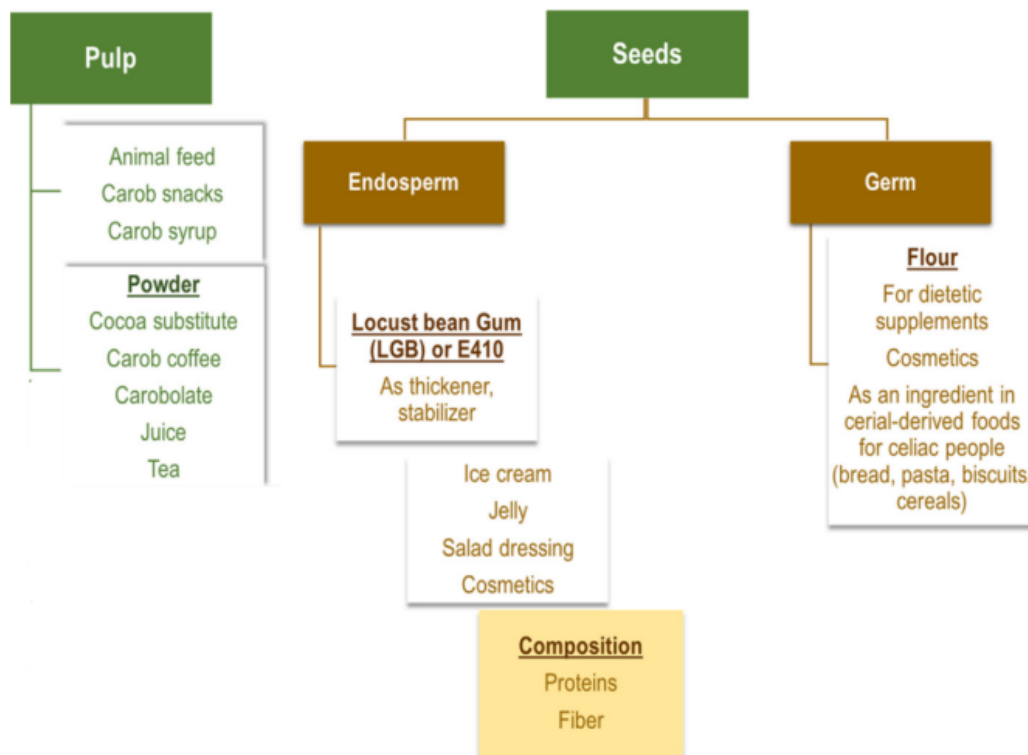 Pulp
Animal feed
Carob snacks
Carob syrup
Powder
Cocoa substitute
Carob coffee
Carobolate
Juice
Tea
Seeds
Endosperm
Locust bean Gum
(LGB) or E410
As thickener,
stabilizer
Ice cream
Jelly
Salad dressing
Cosmetics
Composition
Proteins
Fiber
Germ
Flour
For dietetic
supplements
Cosmetics
As an ingredient in
cerial-derived foods
for celiac people
(bread, pasta, biscuits
cereals)